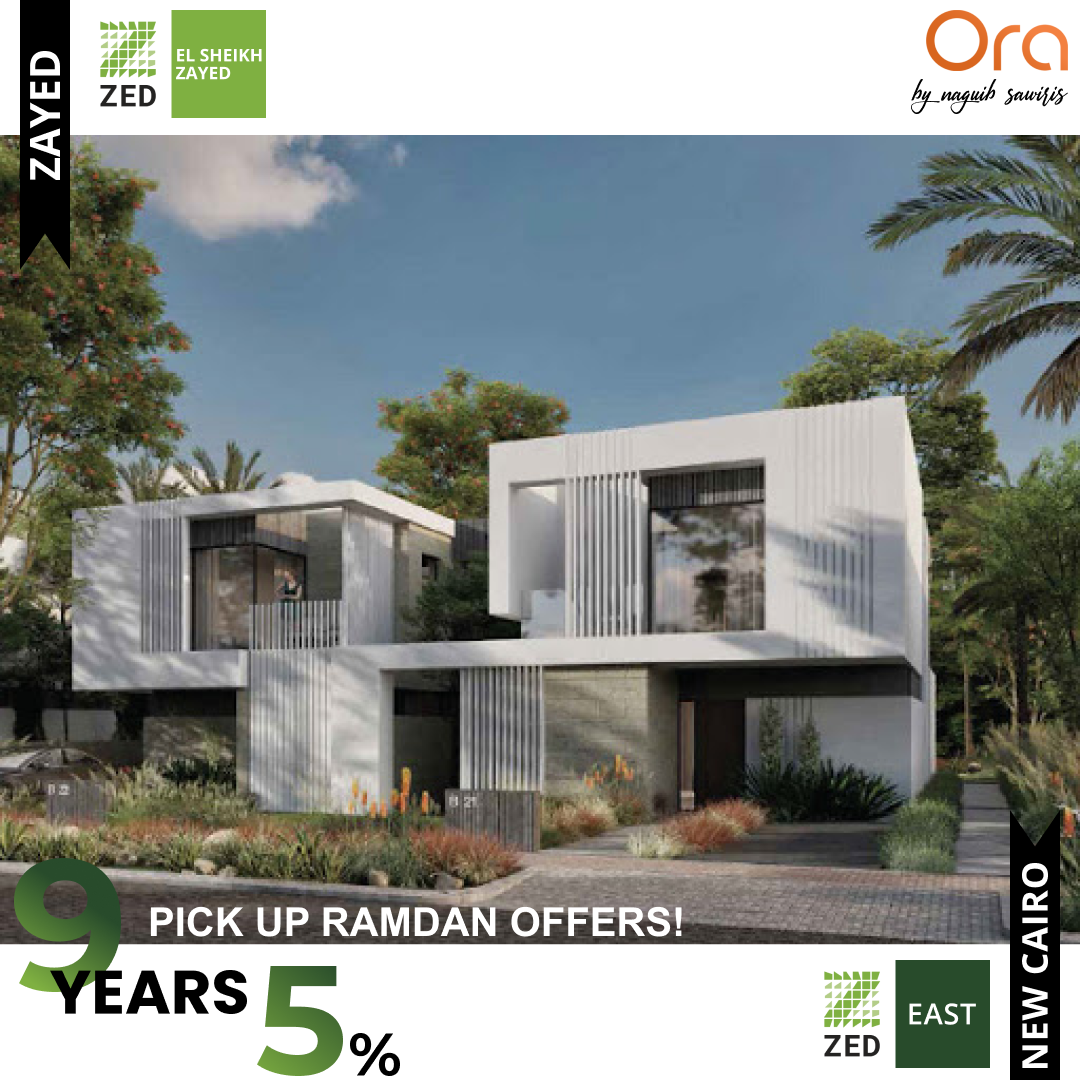 ZAYED
ZED
EL SHEIKH
ZAYED
Ora
by naguib sawiris
B 21
PICK UP RAMDAN OFFERS!
9
YEARS
5%
ZED
EAST
NEW CAIRO